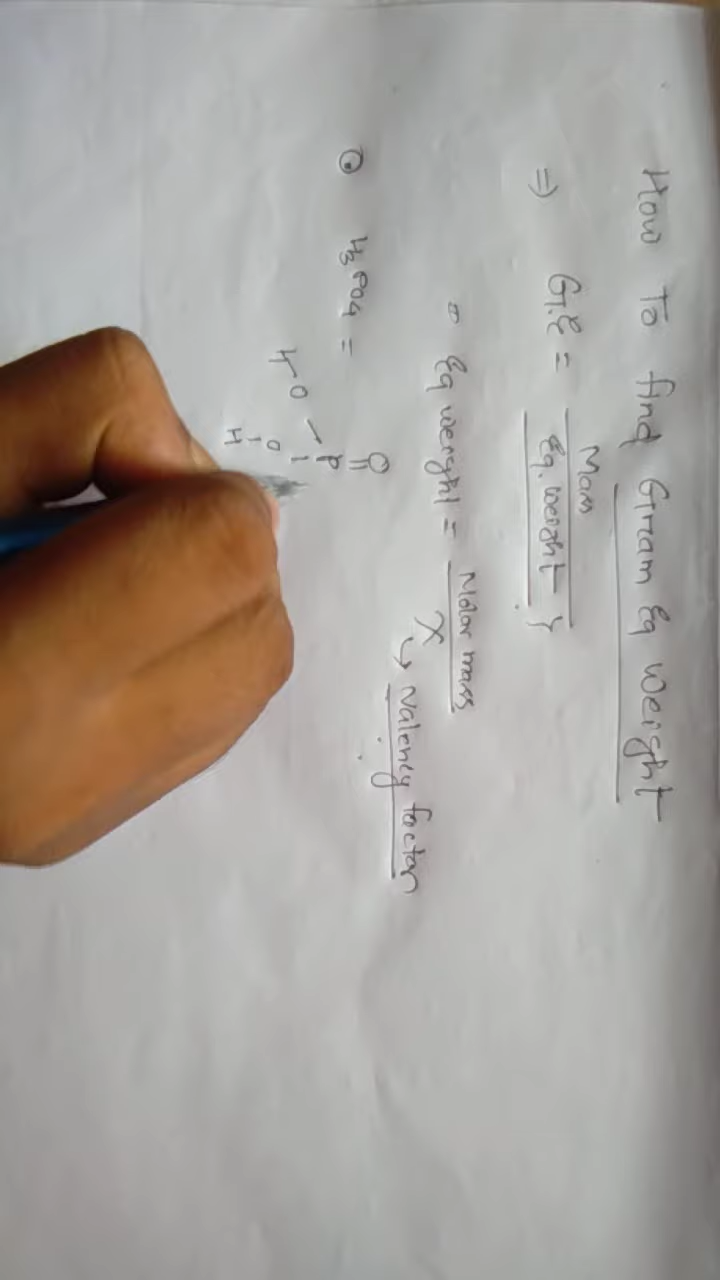 How To find Gram Eq weight
⇒ G.E = Mass / Eq. weight }
⇒ Eq weight = Molar mass / X
↳ Valency factor
⊙ H3PO4 =
O
||
H-O-P
|
O
|
H